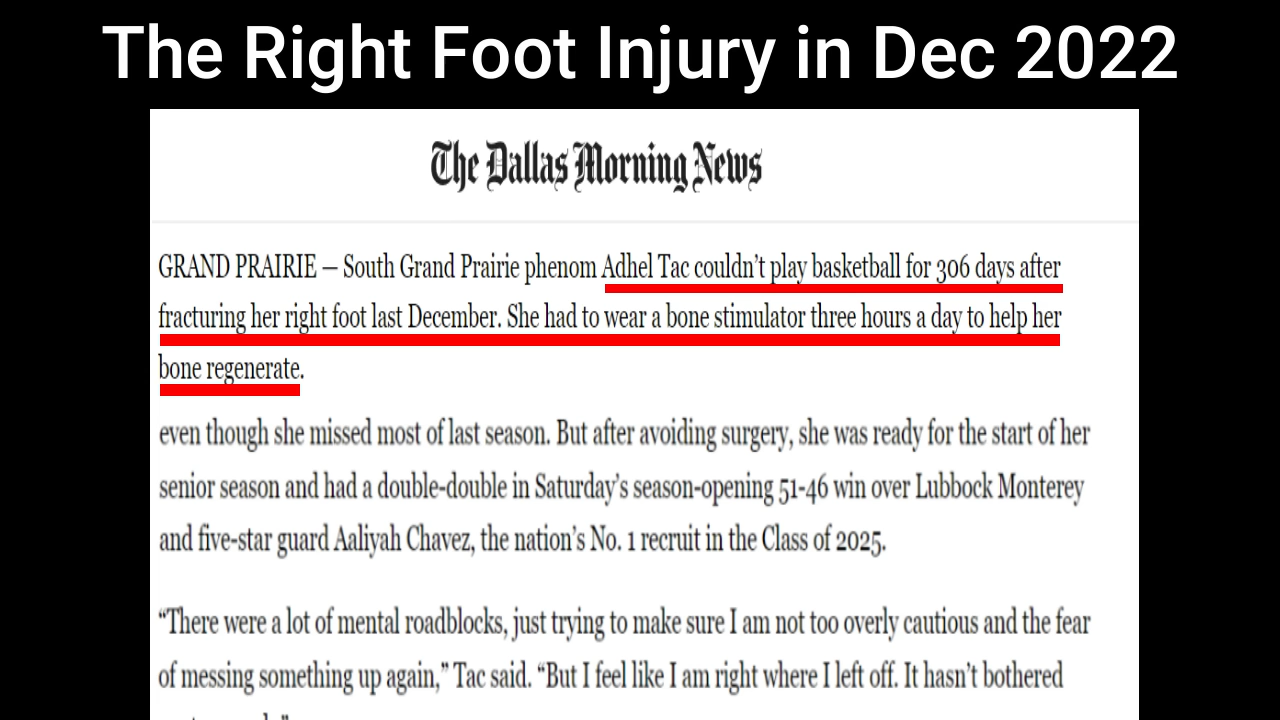 The Right Foot Injury in Dec 2022
The Dallas Morning News
GRAND PRAIRIE — South Grand Prairie phenom Adhel Tac couldn’t play basketball for 306 days after
fracturing her right foot last December. She had to wear a bone stimulator three hours a day to help her
bone regenerate.
even though she missed most of last season. But after avoiding surgery, she was ready for the start of her
senior season and had a double-double in Saturday’s season-opening 51-46 win over Lubbock Monterey
and five-star guard Aaliyah Chavez, the nation’s No. 1 recruit in the Class of 2025.
“There were a lot of mental roadblocks, just trying to make sure I am not too overly cautious and the fear
of messing something up again,” Tac said. “But I feel like I am right where I left off. It hasn’t bothered